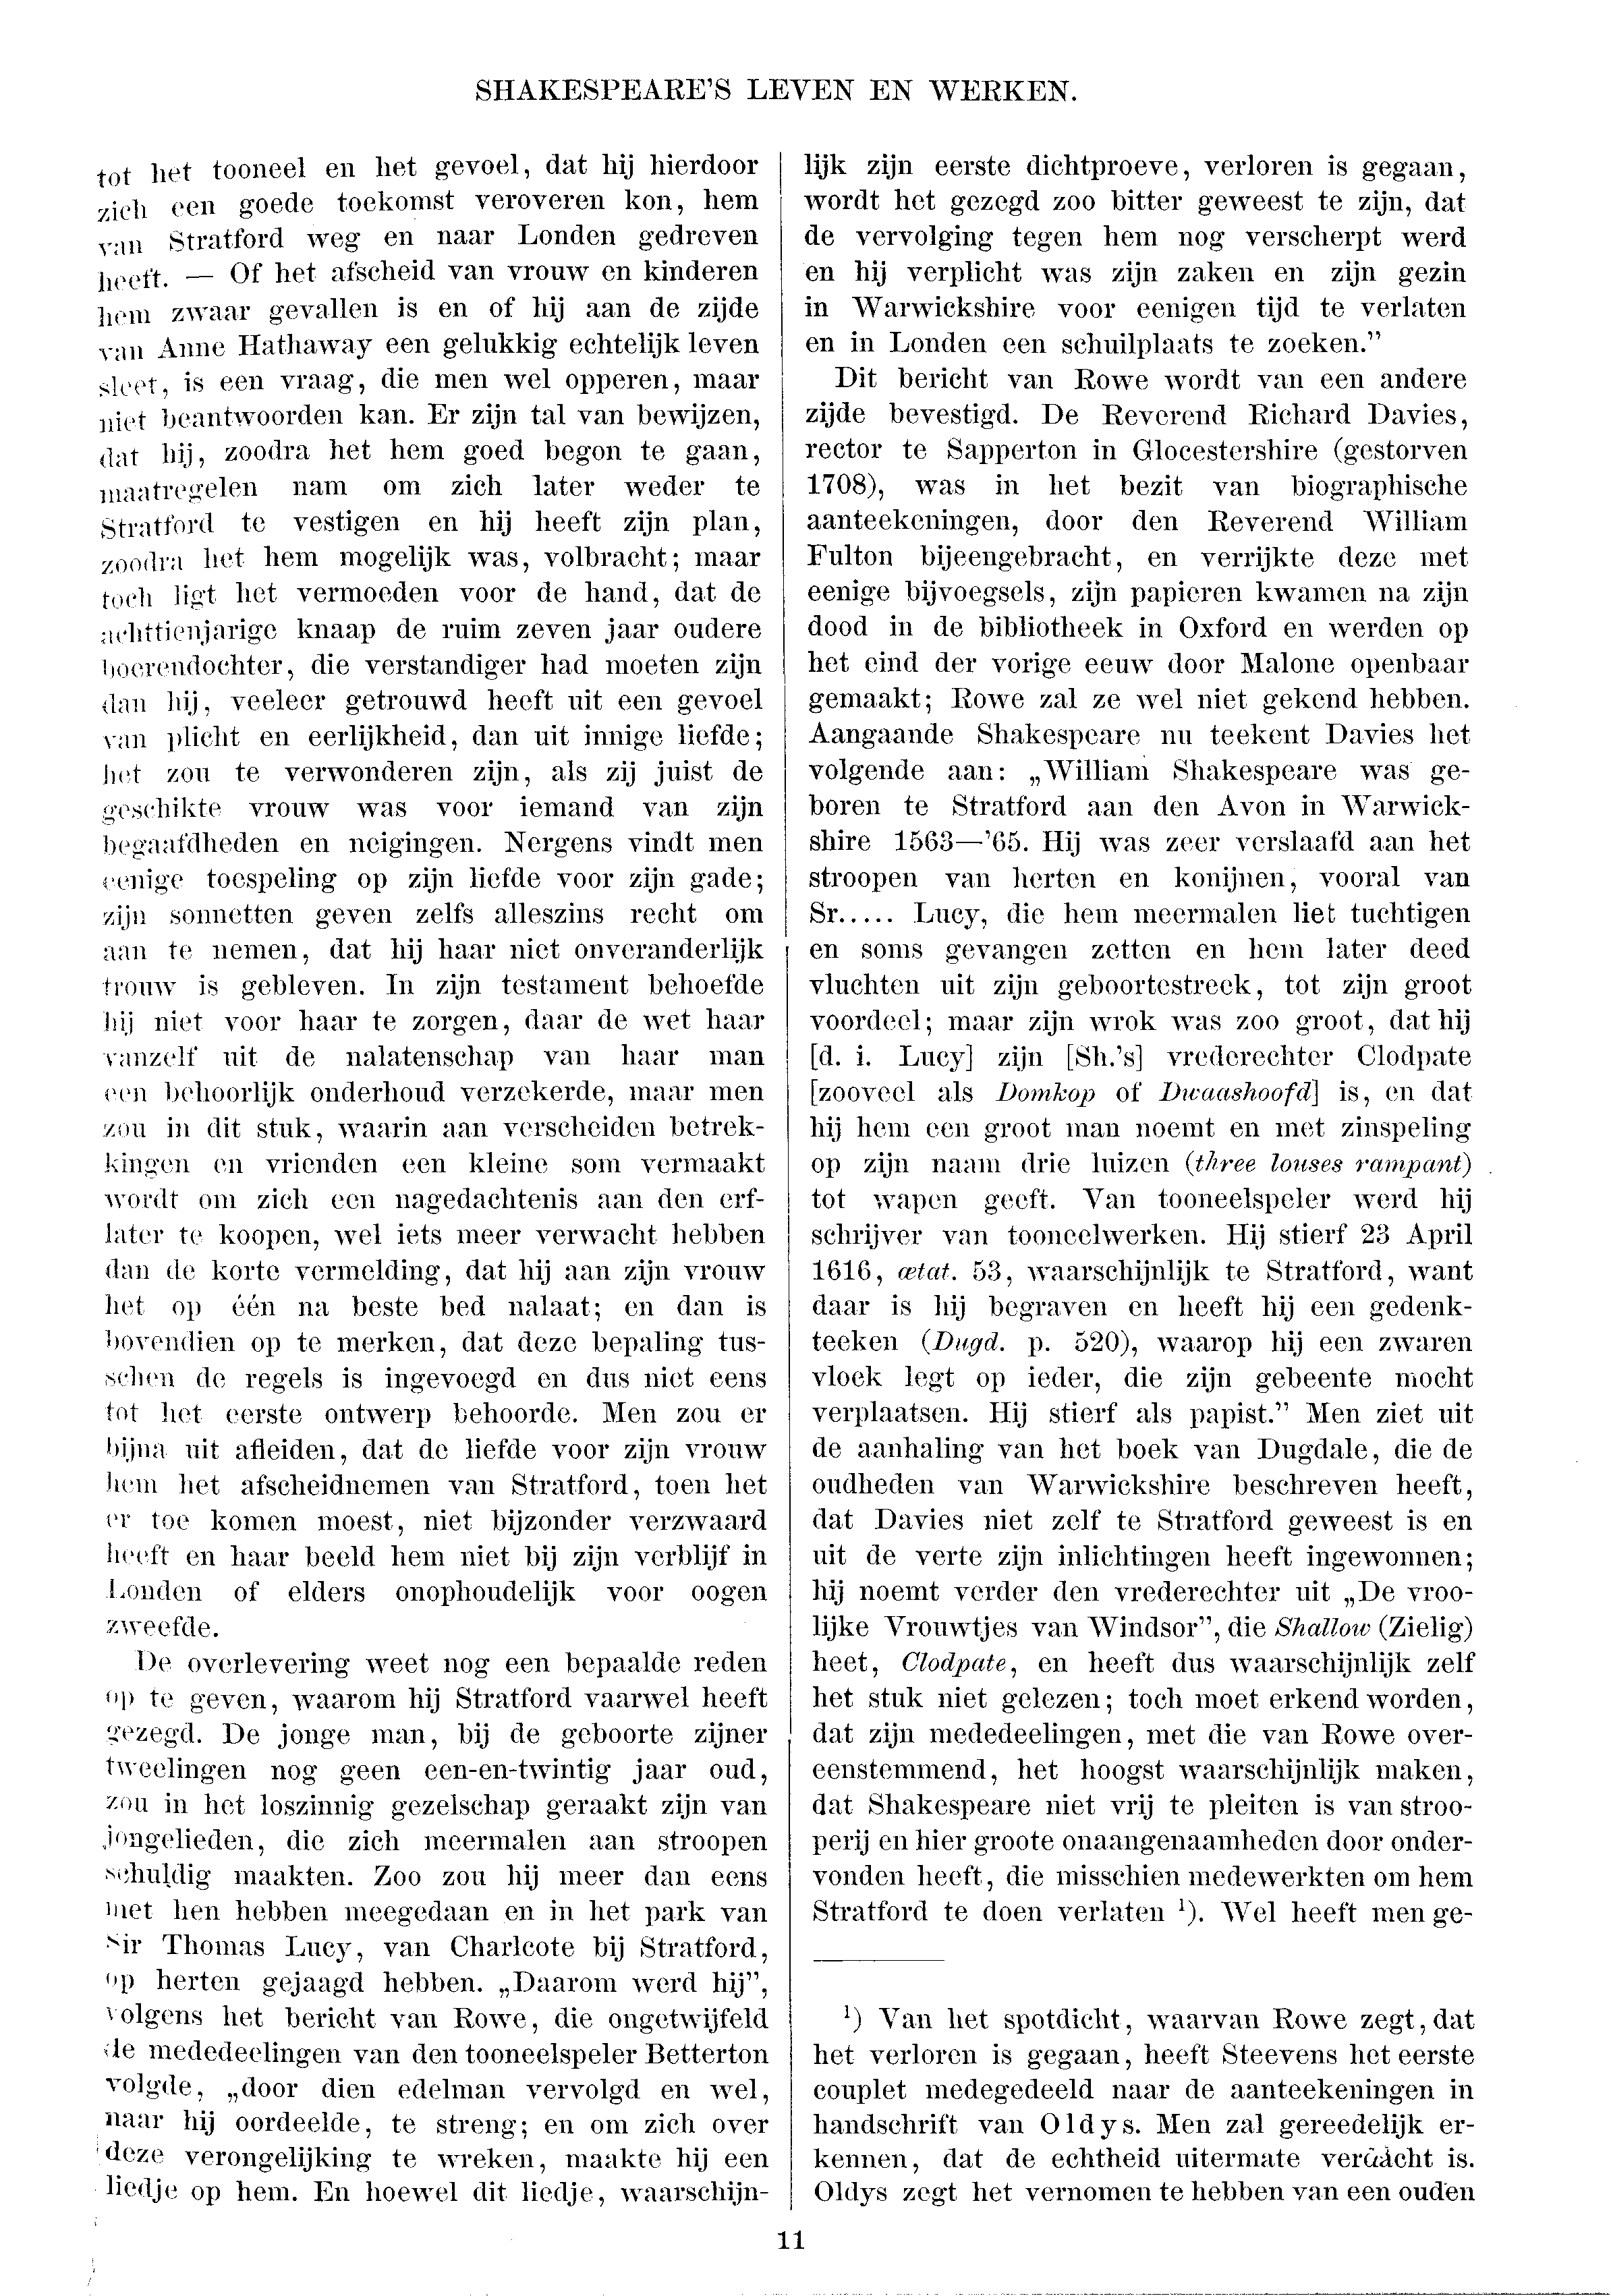 SHAKESPEARE'S LEVEN EN WERKEN.
tot het tooneel en het gevoel, dat hij hierdoor
zich een goede toekomst veroveren kon, hem
van Stratford weg en naar Londen gedreven
heeft. — Of het afscheid van vrouw en kinderen
hem zwaar gevallen is en of hij aan de zijde
van Anne Hathaway een gelukkig echtelijk leven
sleet, is een vraag, die men wel opperen, maar
niet beantwoorden kan. Er zijn tal van bewijzen,
dat hij, zoodra het hem goed begon te gaan,
maatregelen nam om zich later weder te
Stratford te vestigen en hij heeft zijn plan,
zoodra het hem mogelijk was, volbracht; maar
toch ligt het vermoeden voor de hand, dat de
achttienjarige knaap de ruim zeven jaar oudere
boerendochter, die verstandiger had moeten zijn
dan hij, veeleer getrouwd heeft uit een gevoel
van plicht en eerlijkheid, dan uit innige liefde;
het zou te verwonderen zijn, als zij juist de
geschikte vrouw was voor iemand van zijn
begaafdheden en neigingen. Nergens vindt men
eenige toespeling op zijn liefde voor zijn gade;
zijn sonnetten geven zelfs alleszins recht om
aan te nemen, dat hij haar niet onveranderlijk
trouw is gebleven. In zijn testament behoefde
hij niet voor haar te zorgen, daar de wet haar
vanzelf uit de nalatenschap van haar man
een behoorlijk onderhoud verzekerde, maar men
zou in dit stuk, waarin aan verscheiden betrek-
kingen en vrienden een kleine som vermaakt
wordt om zich een nagedachtenis aan den erf-
later te koopen, wel iets meer verwacht hebben
dan de korte vermelding, dat hij aan zijn vrouw
het op één na beste bed nalaat; en dan is
bovendien op te merken, dat deze bepaling tus-
schen de regels is ingevoegd en dus niet eens
tot het eerste ontwerp behoorde. Men zou er
bijna uit afleiden, dat de liefde voor zijn vrouw
hem het afscheidnemen van Stratford, toen het
er toe komen moest, niet bijzonder verzwaard
heeft en haar beeld hem niet bij zijn verblijf in
Londen of elders onophoudelijk voor oogen
zweefde.
De overlevering weet nog een bepaalde reden
op te geven, waarom hij Stratford vaarwel heeft
gezegd. De jonge man, bij de geboorte zijner
tweelingen nog geen een-en-twintig jaar oud,
zou in het loszinnig gezelschap geraakt zijn van
jongelieden, die zich meermalen aan stroopen
schuldig maakten. Zoo zou hij meer dan eens
met hen hebben meegedaan en in het park van
Sir Thomas Lucy, van Charlcote bij Stratford,
op herten gejaagd hebben. „Daarom werd hij”,
volgens het bericht van Rowe, die ongetwijfeld
de mededeelingen van den tooneelspeler Betterton
volgde, „door dien edelman vervolgd en wel,
naar hij oordeelde, te streng; en om zich over
deze verongelijking te wreken, maakte hij een
liedje op hem. En hoewel dit liedje, waarschijn-
lijk zijn eerste dichtproeve, verloren is gegaan,
wordt het gezegd zoo bitter geweest te zijn, dat
de vervolging tegen hem nog verscherpt werd
en hij verplicht was zijn zaken en zijn gezin
in Warwickshire voor eenigen tijd te verlaten
en in Londen een schuilplaats te zoeken.”
Dit bericht van Rowe wordt van een andere
zijde bevestigd. De Reverend Richard Davies,
rector te Sapperton in Glocestershire (gestorven
1708), was in het bezit van biographische
aanteekeningen, door den Reverend William
Fulton bijeengebracht, en verrijkte deze met
eenige bijvoegsels, zijn papieren kwamen na zijn
dood in de bibliotheek in Oxford en werden op
het eind der vorige eeuw door Malone openbaar
gemaakt; Rowe zal ze wel niet gekend hebben.
Aangaande Shakespeare nu teekent Davies het
volgende aan: „William Shakespeare was ge-
boren te Stratford aan den Avon in Warwick-
shire 1563—'65. Hij was zeer verslaafd aan het
stroopen van herten en konijnen, vooral van
Sr..... Lucy, die hem meermalen liet tuchtigen
en soms gevangen zetten en hem later deed
vluchten uit zijn geboortestreek, tot zijn groot
voordeel; maar zijn wrok was zoo groot, dat hij
[d. i. Lucy] zijn [Sh.'s] vrederechter Clodpate
[zooveel als Domkop of Dwaashoofd] is, en dat
hij hem een groot man noemt en met zinspeling
op zijn naam drie luizen (three louses rampant)
tot wapen geeft. Van tooneelspeler werd hij
schrijver van tooneelwerken. Hij stierf 23 April
1616, ætat. 53, waarschijnlijk te Stratford, want
daar is hij begraven en heeft hij een gedenk-
teeken (Dugd. p. 520), waarop hij een zwaren
vloek legt op ieder, die zijn gebeente mocht
verplaatsen. Hij stierf als papist.” Men ziet uit
de aanhaling van het boek van Dugdale, die de
oudheden van Warwickshire beschreven heeft,
dat Davies niet zelf te Stratford geweest is en
uit de verte zijn inlichtingen heeft ingewonnen;
hij noemt verder den vrederechter uit „De vroo-
lijke Vrouwtjes van Windsor”, die Shallow (Zielig)
heet, Clodpate, en heeft dus waarschijnlijk zelf
het stuk niet gelezen; toch moet erkend worden,
dat zijn mededeelingen, met die van Rowe over-
eenstemmend, het hoogst waarschijnlijk maken,
dat Shakespeare niet vrij te pleiten is van stroo-
perij en hier groote onaangenaamheden door onder-
vonden heeft, die misschien medewerkten om hem
Stratford te doen verlaten ¹). Wel heeft men ge-
¹) Van het spotdicht, waarvan Rowe zegt, dat
het verloren is gegaan, heeft Steevens het eerste
couplet medegedeeld naar de aanteekeningen in
handschrift van Oldys. Men zal gereedelijk er-
kennen, dat de echtheid uitermate verdacht is.
Oldys zegt het vernomen te hebben van een ouden
11